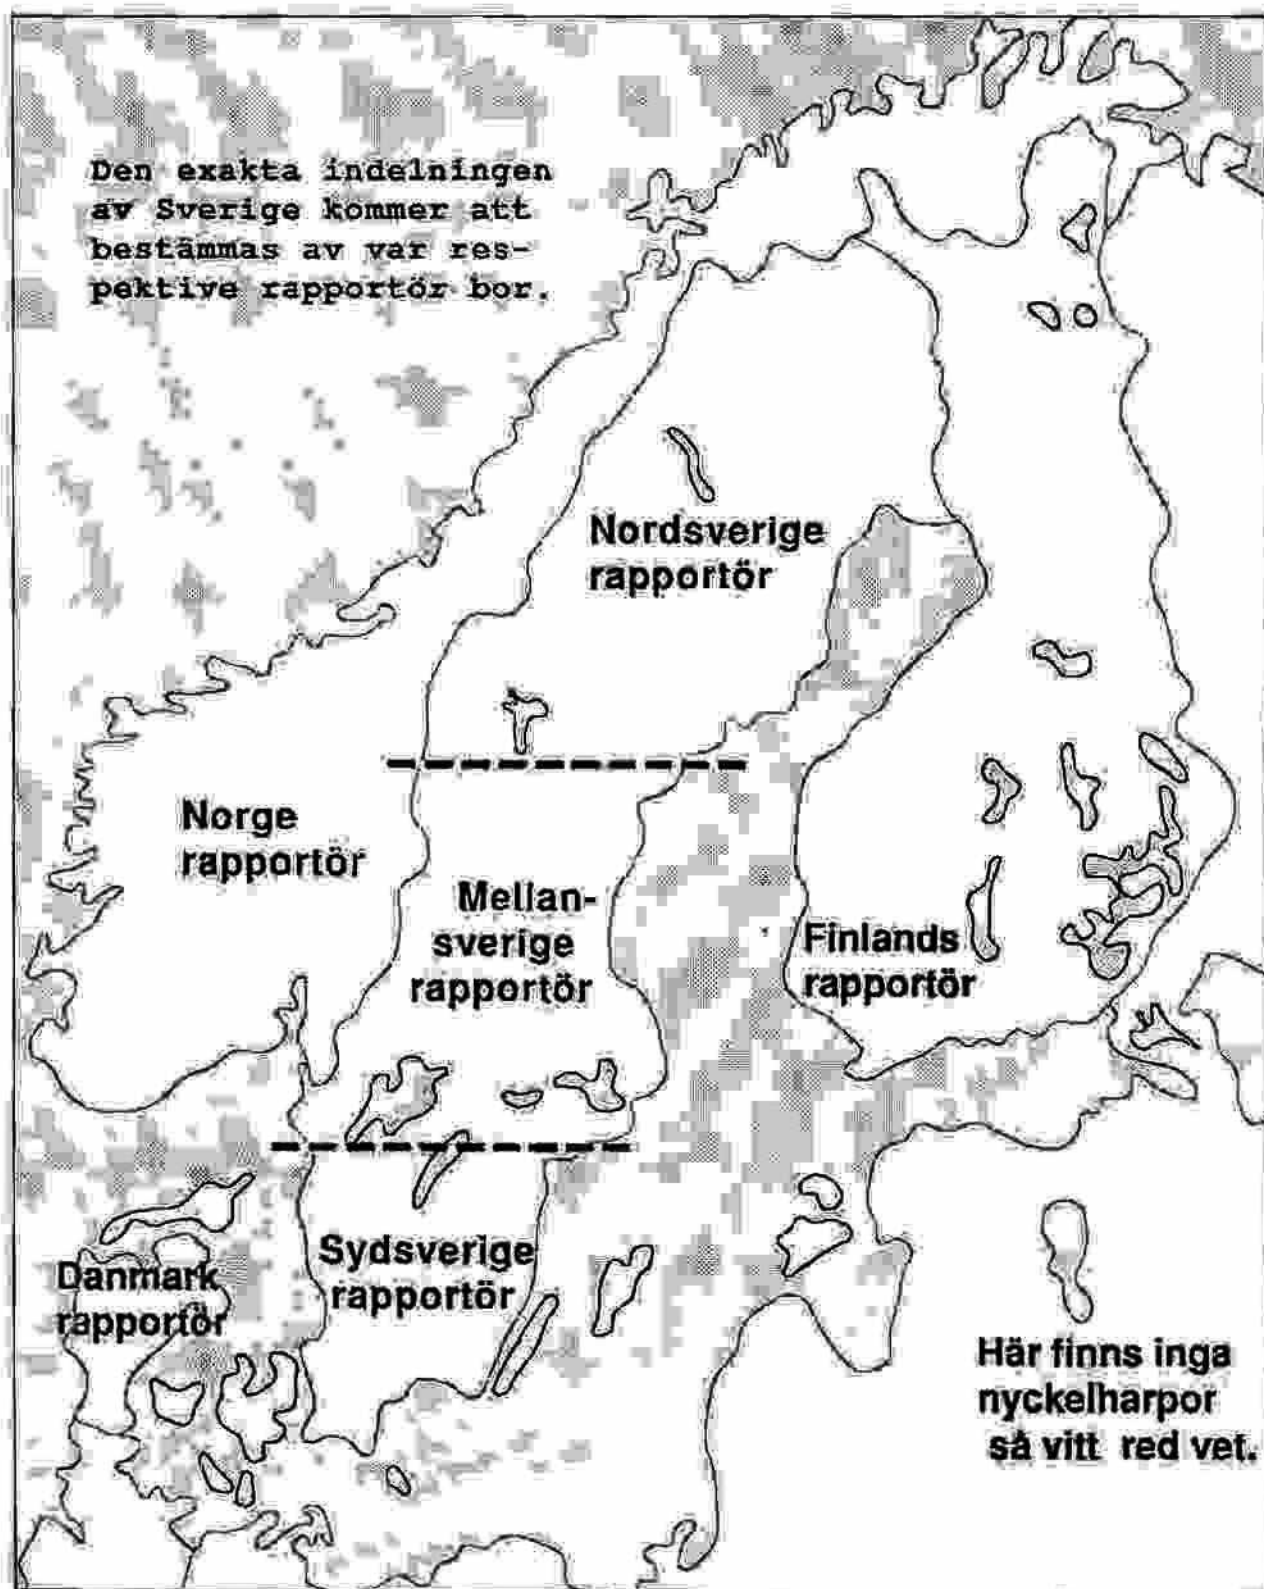 Den exakta indelningen
av Sverige kommer att
bestämmas av var res-
pektive rapportör bor.
Nordsverige
rapportör
Norge
rapportör
Mellan-
sverige
rapportör
Finlands
rapportör
Sydsverige
rapportör
Danmark
rapportör
Här finns inga
nyckelharpor
så vitt red vet.